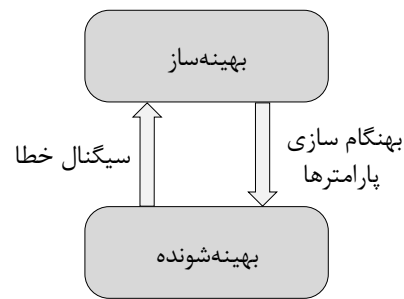 بهینه‌ساز
سیگنال خطا
بهنگام سازی
پارامترها
بهینه‌شونده